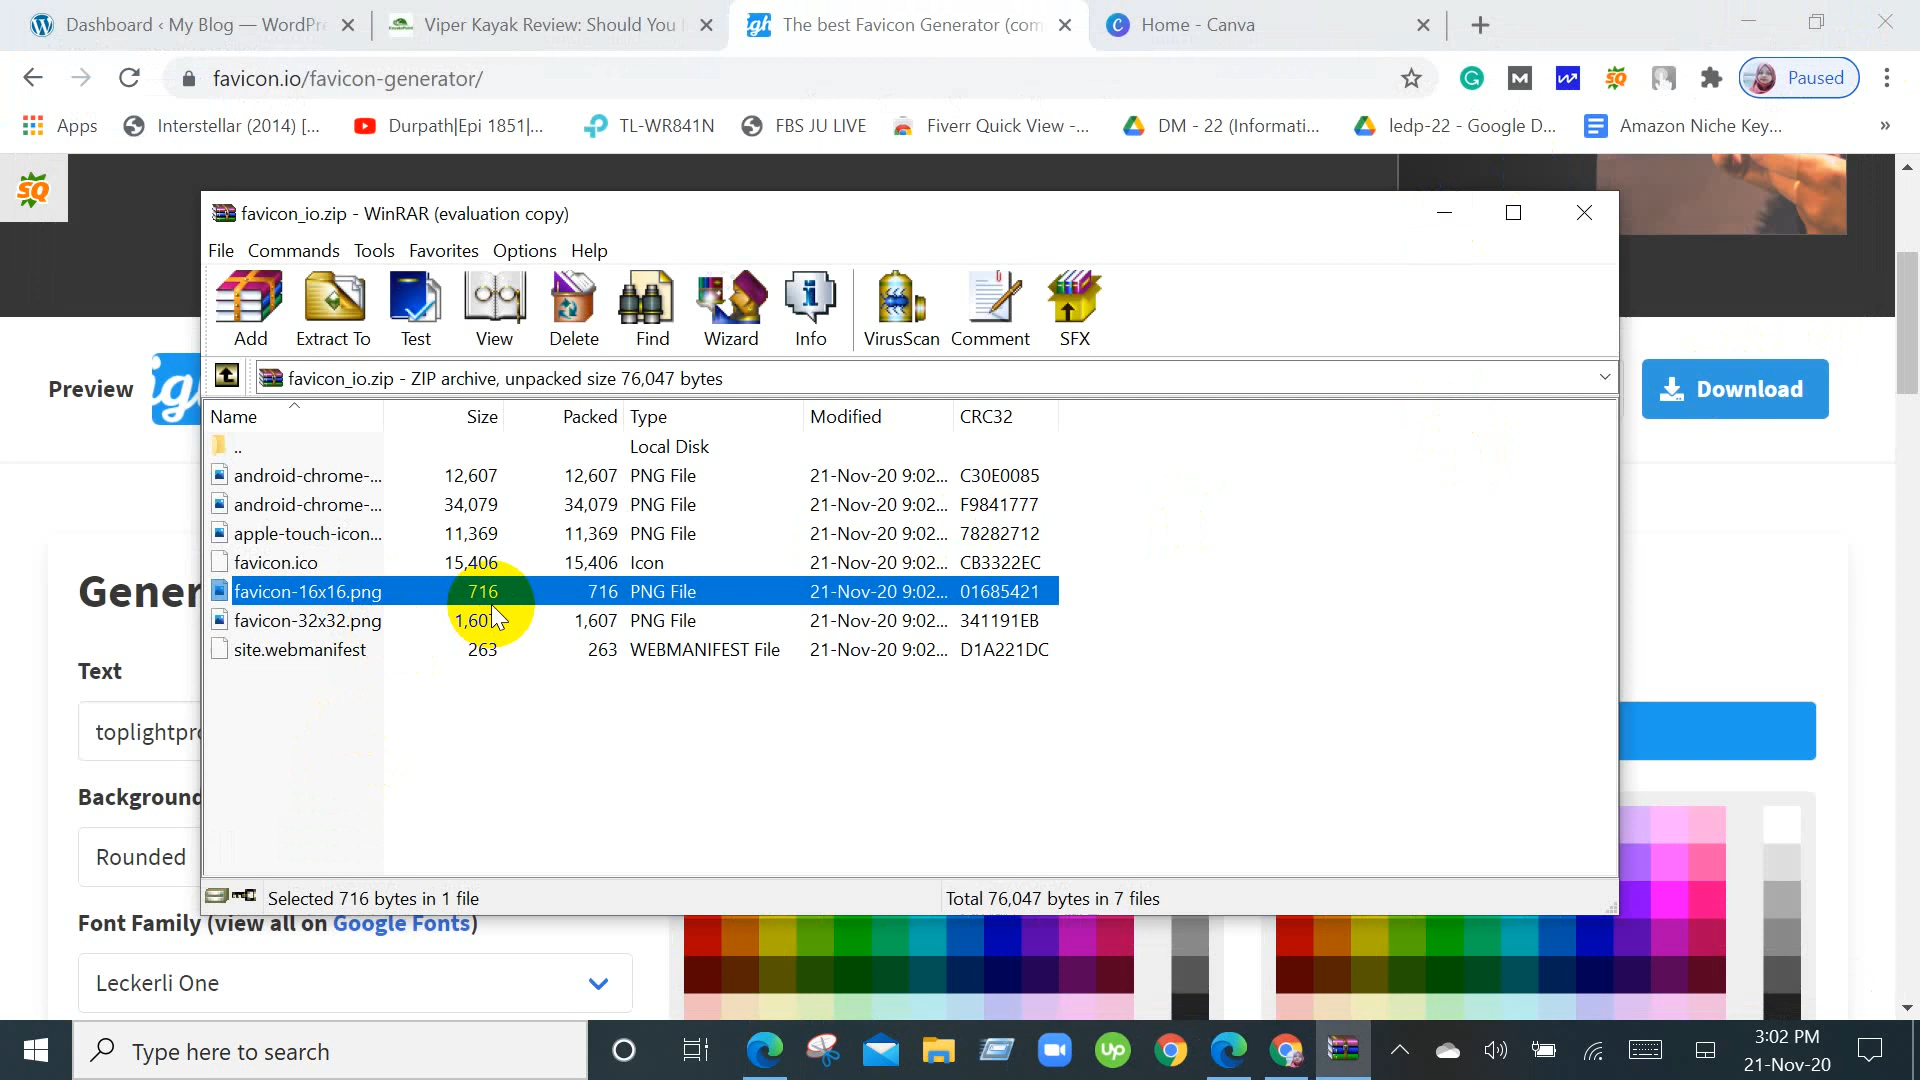 Dashboard ‹ My Blog — WordPr
Viper Kayak Review: Should You I
The best Favicon Generator (com
Home - Canva
favicon.io/favicon-generator/
Paused
Apps
Interstellar (2014) [...
Durpath|Epi 1851|...
TL-WR841N
FBS JU LIVE
Fiverr Quick View -...
DM - 22 (Informati...
ledp-22 - Google D...
Amazon Niche Key...
»
SQ
favicon_io.zip - WinRAR (evaluation copy)
File Commands Tools Favorites Options Help
Add Extract To Test View Delete Find Wizard Info VirusScan Comment SFX
favicon_io.zip - ZIP archive, unpacked size 76,047 bytes
Preview
Download
Name Size Packed Type Modified CRC32
.. Local Disk
android-chrome-... 12,607 12,607 PNG File 21-Nov-20 9:02... C30E0085
android-chrome-... 34,079 34,079 PNG File 21-Nov-20 9:02... F9841777
apple-touch-icon... 11,369 11,369 PNG File 21-Nov-20 9:02... 78282712
favicon.ico 15,406 15,406 Icon 21-Nov-20 9:02... CB3322EC
favicon-16x16.png 716 716 PNG File 21-Nov-20 9:02... 01685421
favicon-32x32.png 1,607 1,607 PNG File 21-Nov-20 9:02... 341191EB
site.webmanifest 263 263 WEBMANIFEST File 21-Nov-20 9:02... D1A221DC
Gener
Text
toplightpro
Background
Rounded
Selected 716 bytes in 1 file
Total 76,047 bytes in 7 files
Font Family (view all on Google Fonts)
Leckerli One
Type here to search
3:02 PM
21-Nov-20